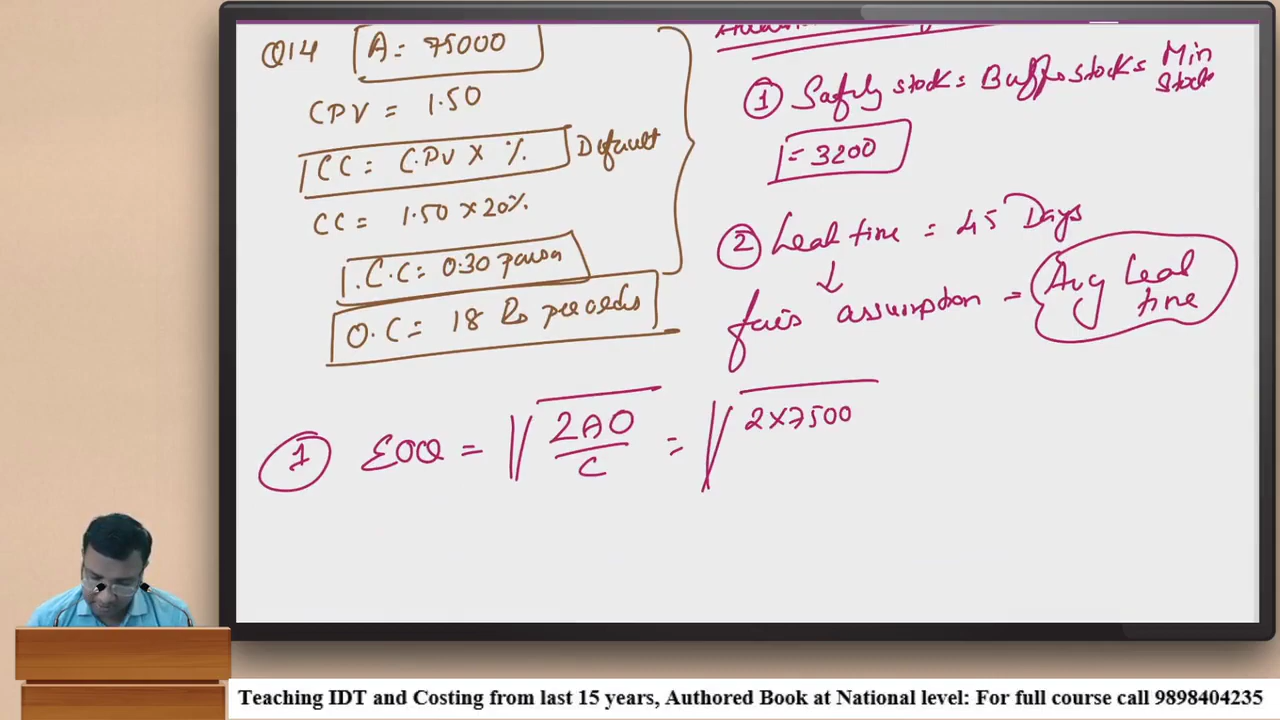 Q14 A = 75000
CPV = 1.50
CC = C.PV X % Default
CC = 1.50 X 20%
C.C = 0.30 paisa
O.C = 18 Rs per order
① Safety stock = Buffer stock = Min stock
= 3200
② Lead time = 45 Days
↓
fair assumption = Avg Lead time
① EOQ = √2AO/C = √2X7500
Teaching IDT and Costing from last 15 years, Authored Book at National level: For full course call 9898404235